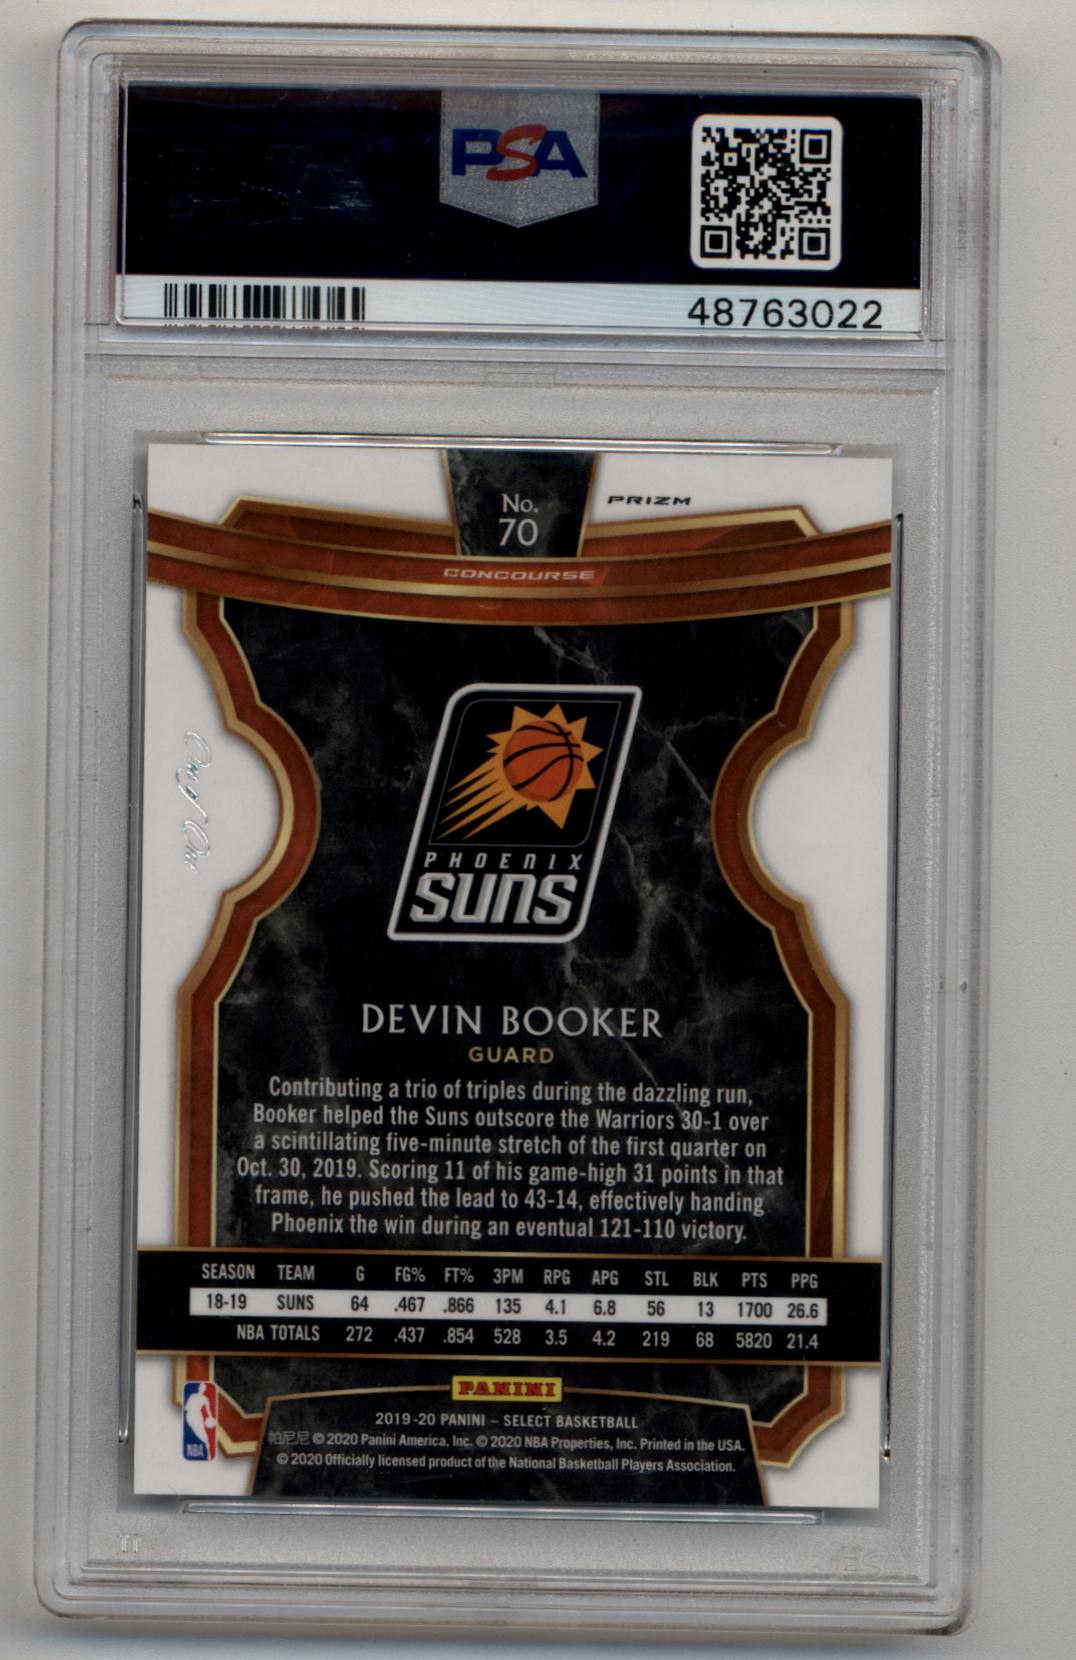 PSA
48763022
No.
70
PRIZM
CONCOURSE
One of One
PHOENIX
SUNS
DEVIN BOOKER
GUARD
Contributing a trio of triples during the dazzling run,
Booker helped the Suns outscore the Warriors 30-1 over
a scintillating five-minute stretch of the first quarter on
Oct. 30, 2019. Scoring 11 of his game-high 31 points in that
frame, he pushed the lead to 43-14, effectively handing
Phoenix the win during an eventual 121-110 victory.
SEASON TEAM G FG% FT% 3PM RPG APG STL BLK PTS PPG
18-19 SUNS 64 .467 .866 135 4.1 6.8 56 13 1700 26.6
NBA TOTALS 272 .437 .854 528 3.5 4.2 219 68 5820 21.4
PANINI
2019-20 PANINI – SELECT BASKETBALL
帕尼尼 © 2020 Panini America, Inc. © 2020 NBA Properties, Inc. Printed in the USA.
© 2020 Officially licensed product of the National Basketball Players Association.
NBA